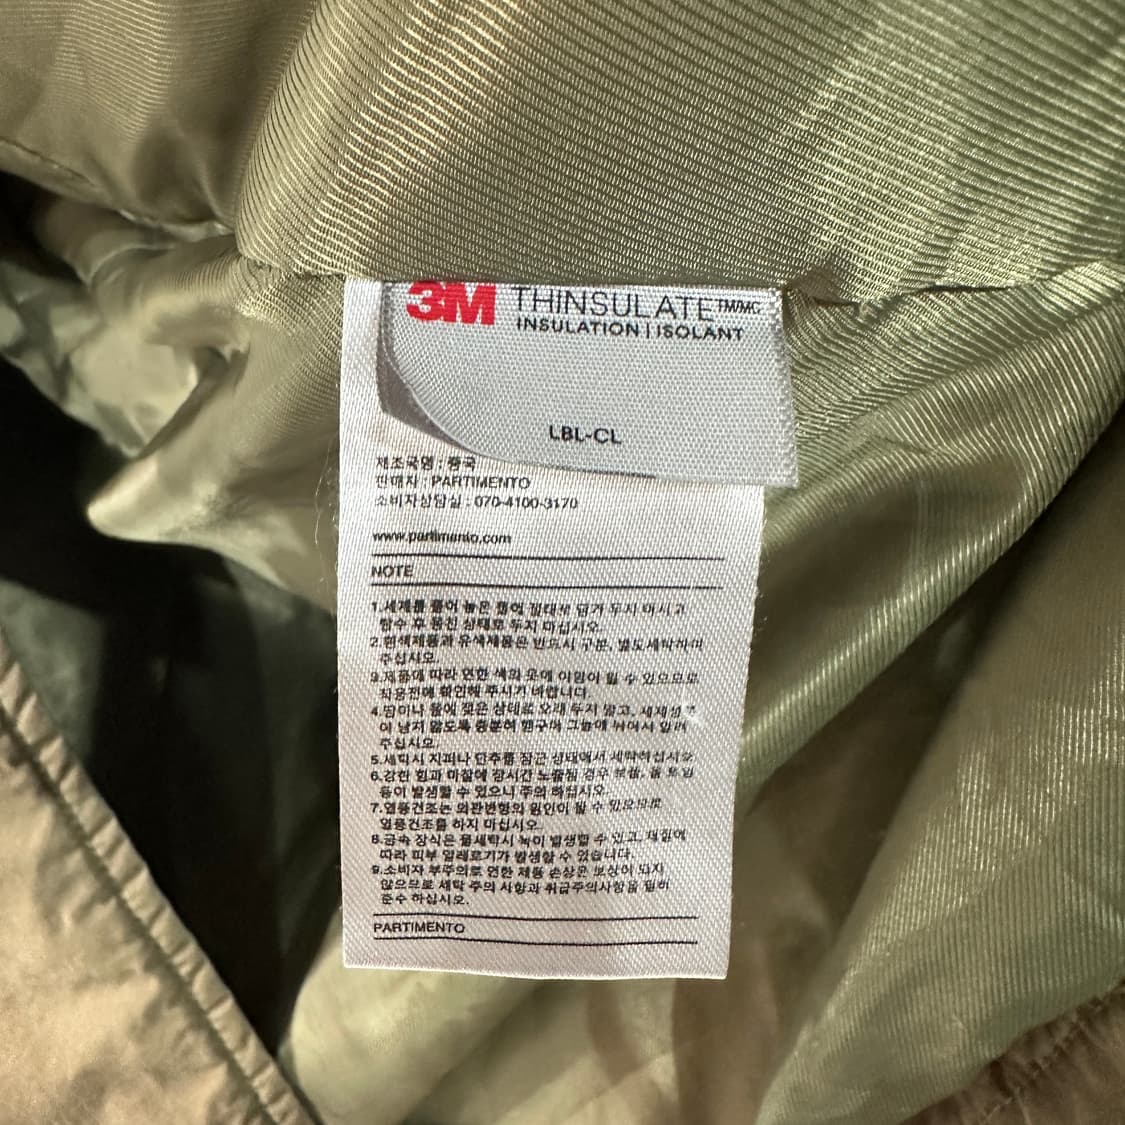 3M THINSULATE™/MC
INSULATION | ISOLANT
LBL-CL
제조국명 : 중국
판매자 : PARTIMENTO
소비자상담실 : 070-4100-3170
www.partimento.com
NOTE
1.세제를 풀어 놓은 물에 절대로 담가 두지 마시고
탈수 후 뭉친 상태로 두지 마십시오.
2.흰색제품과 유색제품은 반드시 구분, 별도세탁하여
주십시오.
3.제품에 따라 연한 색의 옷에 이염이 될 수 있으므로
착용전에 확인해 주시기 바랍니다.
4.땀이나 물에 젖은 상태로 오래 두지 말고, 세제성분
이 남지 않도록 충분히 헹구어 그늘에 뉘어서 말려
주십시오.
5.세탁시 지퍼나 단추를 잠근 상태에서 세탁하십시오
6.강한 힘과 마찰에 장시간 노출될 경우 보풀, 올 트임
등이 발생할 수 있으니 주의 하십시오
7.열풍건조는 외관변형의 원인이 될 수 있으므로
열풍건조를 하지 마십시오.
8.금속 장식은 물세탁시 녹이 발생할 수 있고, 체질에
따라 피부 알레르기가 발생할 수 있습니다.
9.소비자 부주의로 연한 제품 손상은 보상이 되지
않으므로 세탁 주의 사항과 취급주의사항을 필히
준수 하십시오.
PARTIMENTO